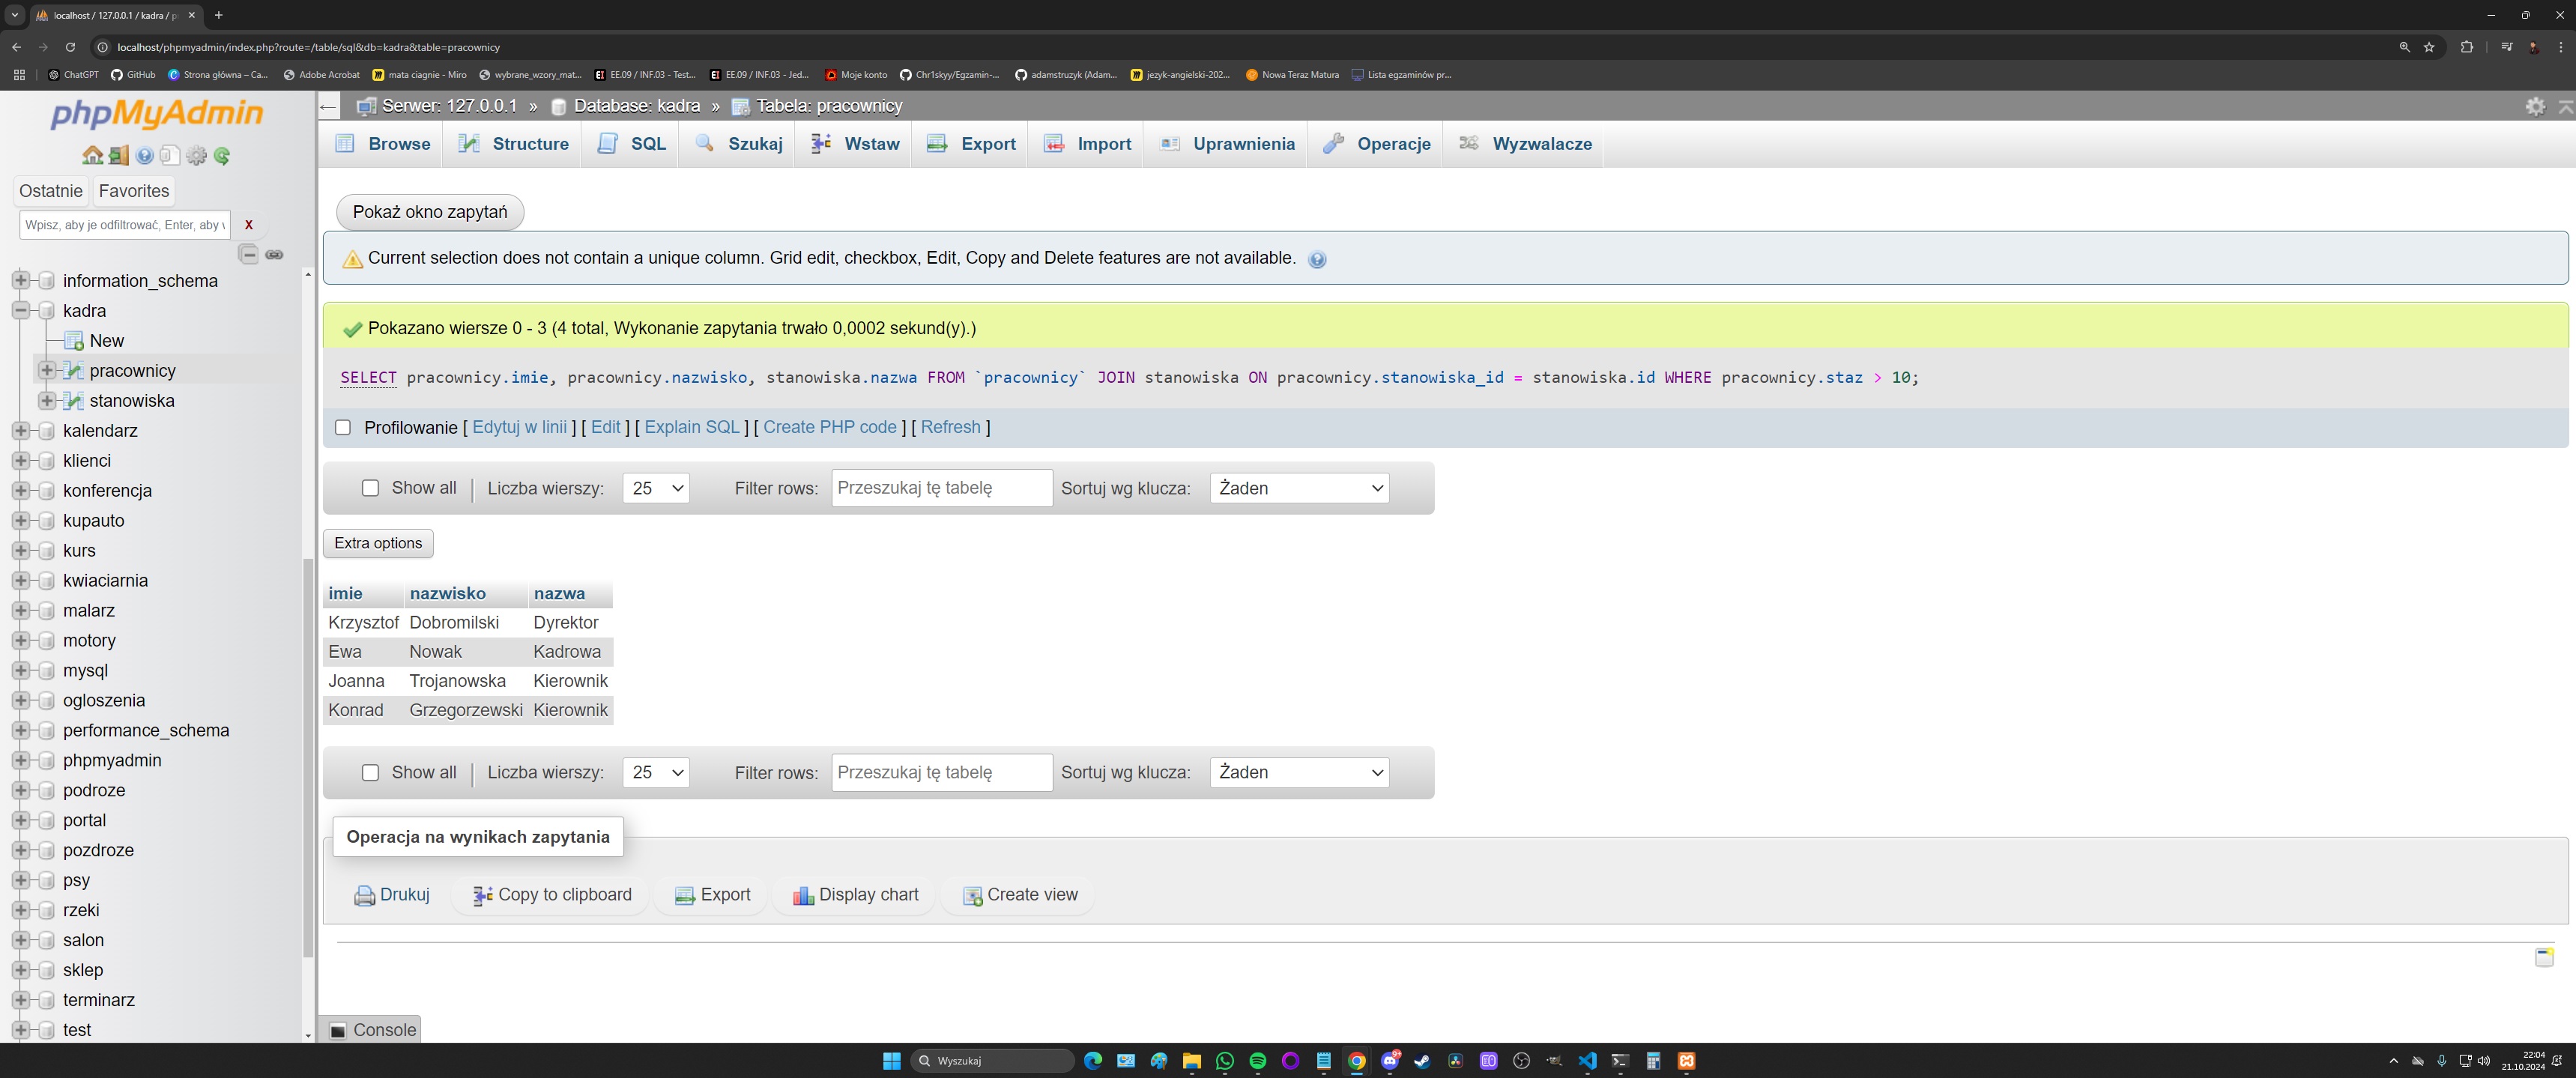 localhost / 127.0.0.1 / kadra / p
localhost/phpmyadmin/index.php?route=/table/sql&db=kadra&table=pracownicy
ChatGPT GitHub Strona główna – Ca... Adobe Acrobat mata ciagnie - Miro wybrane_wzory_mat... EE.09 / INF.03 - Test... EE.09 / INF.03 - Jed... Moje konto Chr1skyy/Egzamin-... adamstruzyk (Adam... jezyk-angielski-202... Nowa Teraz Matura Lista egzaminów pr...
phpMyAdmin
Ostatnie Favorites
Wpisz, aby je odfiltrować, Enter, aby w X
information_schema
kadra
New
pracownicy
stanowiska
kalendarz
klienci
konferencja
kupauto
kurs
kwiaciarnia
malarz
motory
mysql
ogloszenia
performance_schema
phpmyadmin
podroze
portal
pozdroze
psy
rzeki
salon
sklep
terminarz
test
Serwer: 127.0.0.1 » Database: kadra » Tabela: pracownicy
Browse Structure SQL Szukaj Wstaw Export Import Uprawnienia Operacje Wyzwalacze
Pokaż okno zapytań
Current selection does not contain a unique column. Grid edit, checkbox, Edit, Copy and Delete features are not available.
Pokazano wiersze 0 - 3 (4 total, Wykonanie zapytania trwało 0,0002 sekund(y).)
SELECT pracownicy.imie, pracownicy.nazwisko, stanowiska.nazwa FROM `pracownicy` JOIN stanowiska ON pracownicy.stanowiska_id = stanowiska.id WHERE pracownicy.staz > 10;
Profilowanie [ Edytuj w linii ] [ Edit ] [ Explain SQL ] [ Create PHP code ] [ Refresh ]
Show all Liczba wierszy: 25 Filter rows: Przeszukaj tę tabelę Sortuj wg klucza: Żaden
Extra options
imie nazwisko nazwa
Krzysztof Dobromilski Dyrektor
Ewa Nowak Kadrowa
Joanna Trojanowska Kierownik
Konrad Grzegorzewski Kierownik
Show all Liczba wierszy: 25 Filter rows: Przeszukaj tę tabelę Sortuj wg klucza: Żaden
Operacja na wynikach zapytania
Drukuj Copy to clipboard Export Display chart Create view
Console
Wyszukaj
22:04
21.10.2024